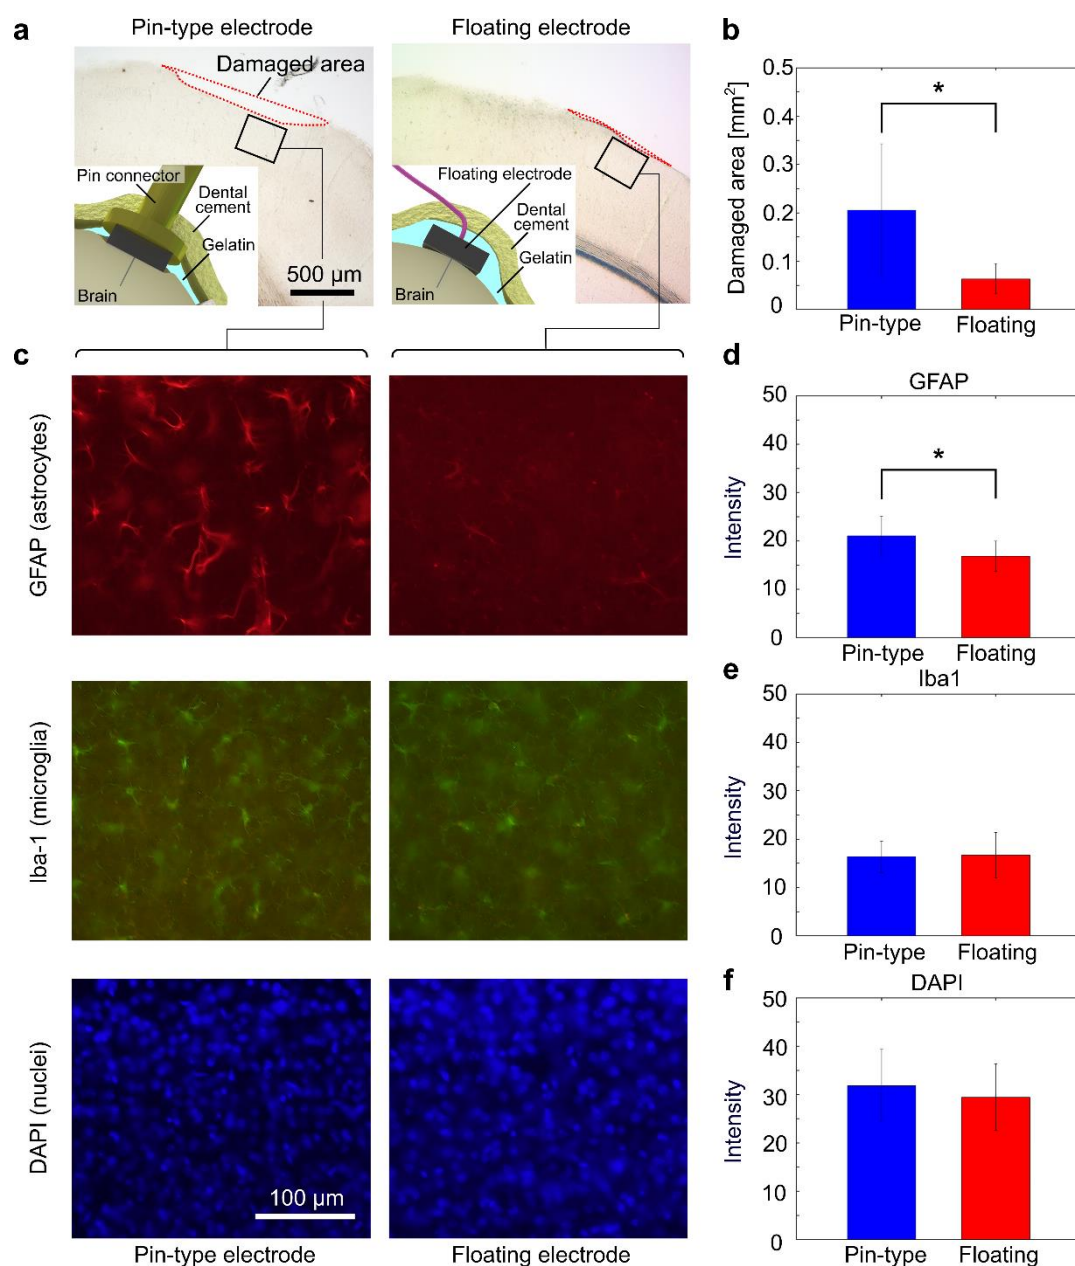 a
Pin-type electrode
Floating electrode
Damaged area
Pin connector
Dental
cement
Gelatin
Brain
500 µm
Floating electrode
Dental
cement
Gelatin
Brain
b
Damaged area [mm²]
0.5
0.4
0.3
0.2
0.1
0
*
Pin-type
Floating
c
GFAP (astrocytes)
Iba-1 (microglia)
DAPI (nuclei)
100 µm
Pin-type electrode
Floating electrode
d
GFAP
Intensity
50
40
30
20
10
0
*
Pin-type
Floating
e
Iba1
Intensity
50
40
30
20
10
0
Pin-type
Floating
f
DAPI
Intensity
50
40
30
20
10
0
Pin-type
Floating